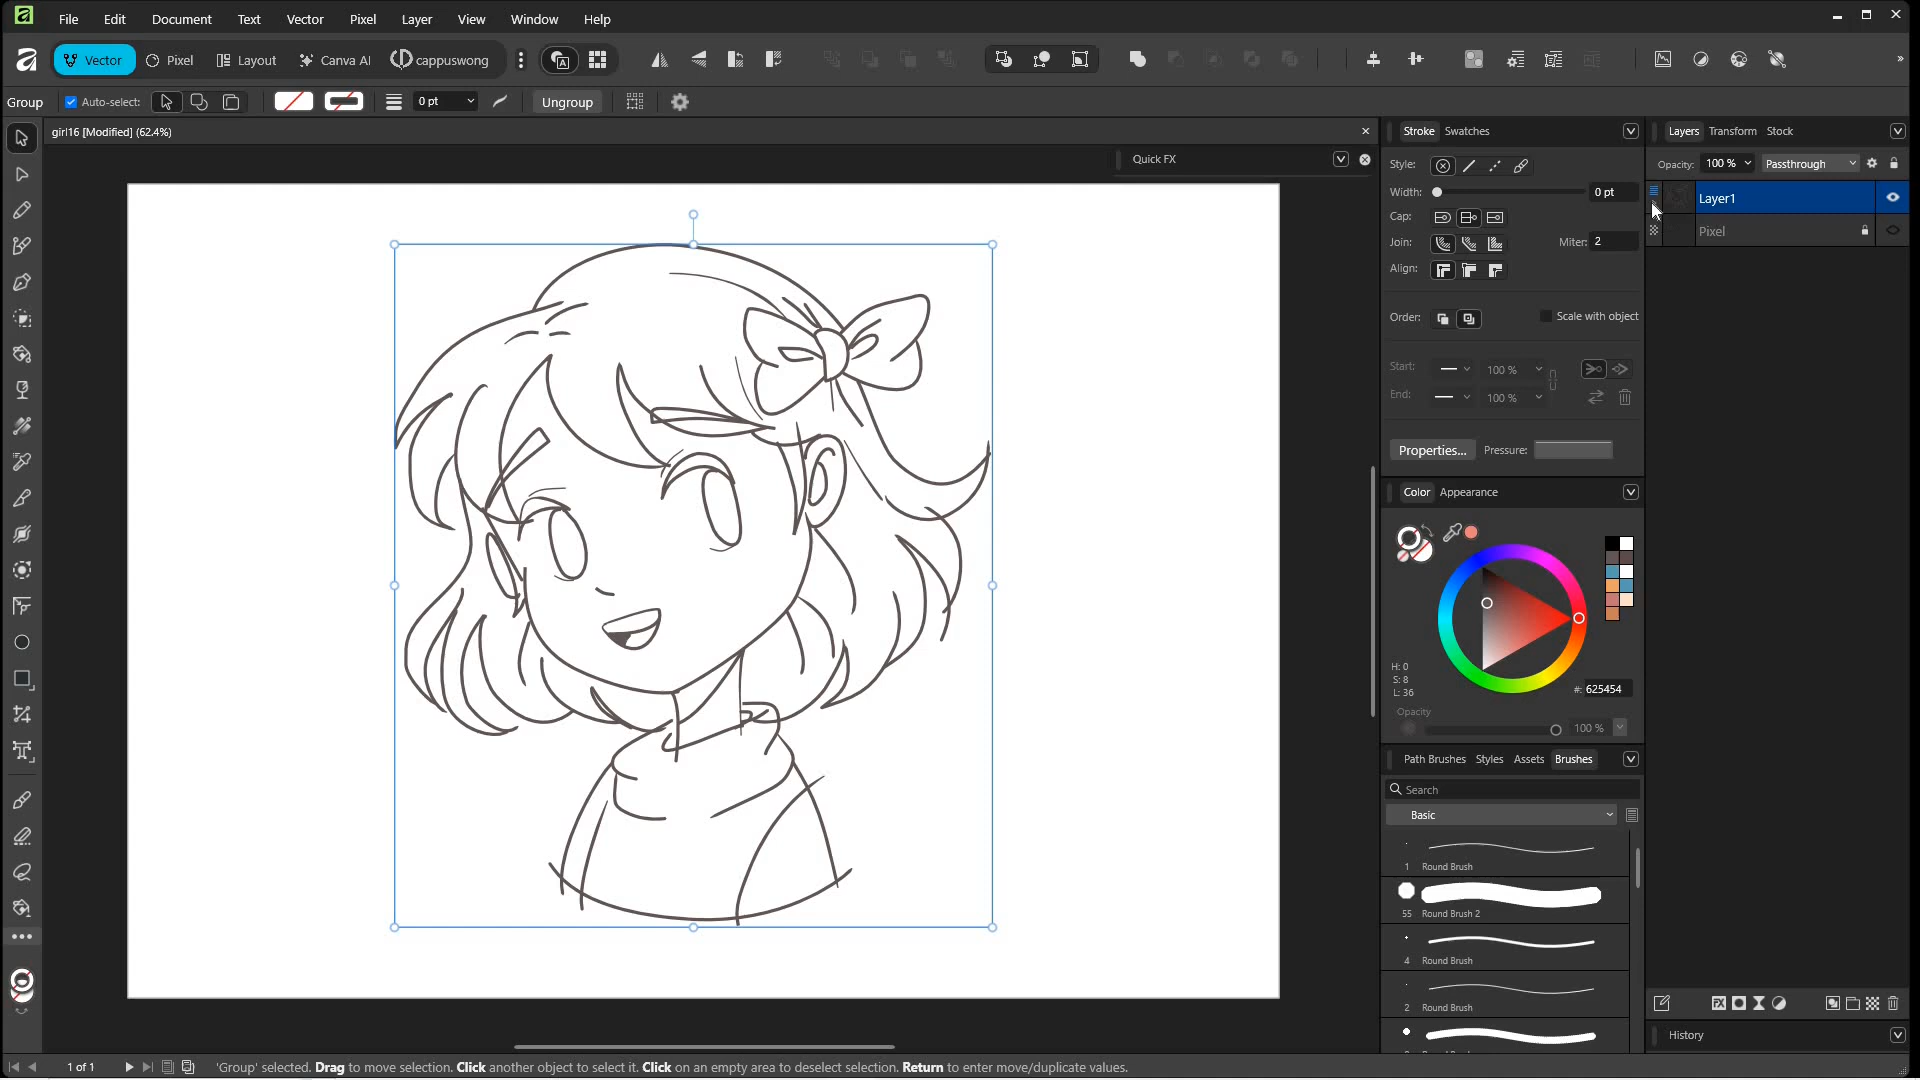 File Edit Document Text Vector Pixel Layer View Window Help
Vector Pixel Layout Canva AI cappuswong
Group Auto-select: 0 pt Ungroup
girl16 [Modified] (62.4%)
Quick FX
Stroke Swatches
Style:
Width: 0 pt
Cap:
Join: Miter: 2
Align:
Order: Scale with object
Start: 100 %
End: 100 %
Properties... Pressure:
Color Appearance
H: 0
S: 8
L: 36
#: 625454
Opacity
100 %
Path Brushes Styles Assets Brushes
Search
Basic
1 Round Brush
55 Round Brush 2
4 Round Brush
2 Round Brush
Layers Transform Stock
Opacity: 100 % Passthrough
Layer1
Pixel
History
1 of 1 'Group' selected. Drag to move selection. Click another object to select it. Click on an empty area to deselect selection. Return to enter move/duplicate values.